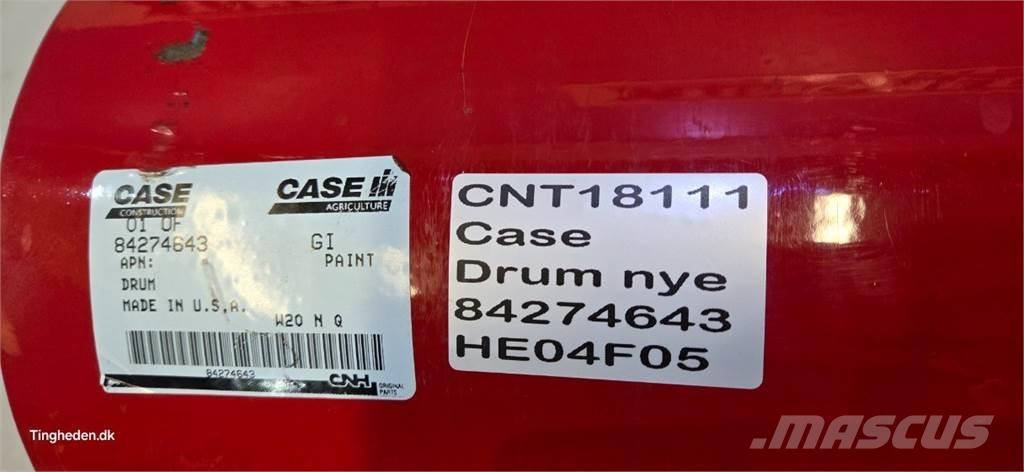 CASE
CONSTRUCTION
CASE IH
AGRICULTURE
01 OF
84274643 GI
APN: PAINT
DRUM
MADE IN U.S.A.
W20 N Q
84274643
CNH ORIGINAL
PARTS
CNT18111
Case
Drum nye
84274643
HE04F05
Tingheden.dk
MASCUS